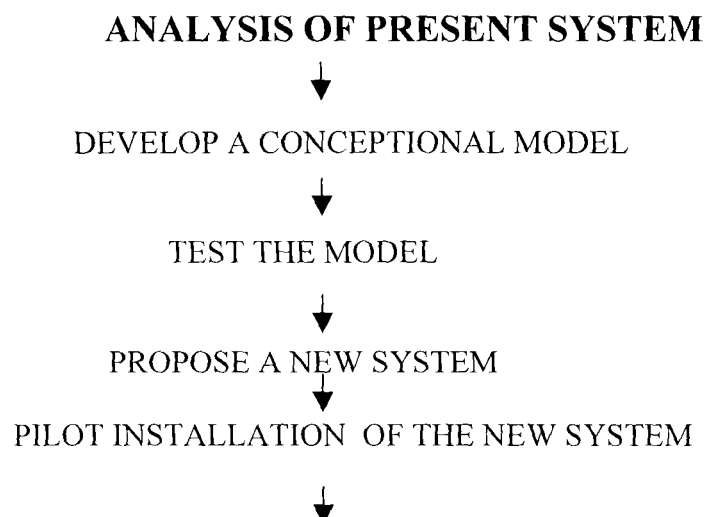 ANALYSIS OF PRESENT SYSTEM
DEVELOP A CONCEPTIONAL MODEL
TEST THE MODEL
PROPOSE A NEW SYSTEM
PILOT INSTALLATION OF THE NEW SYSTEM